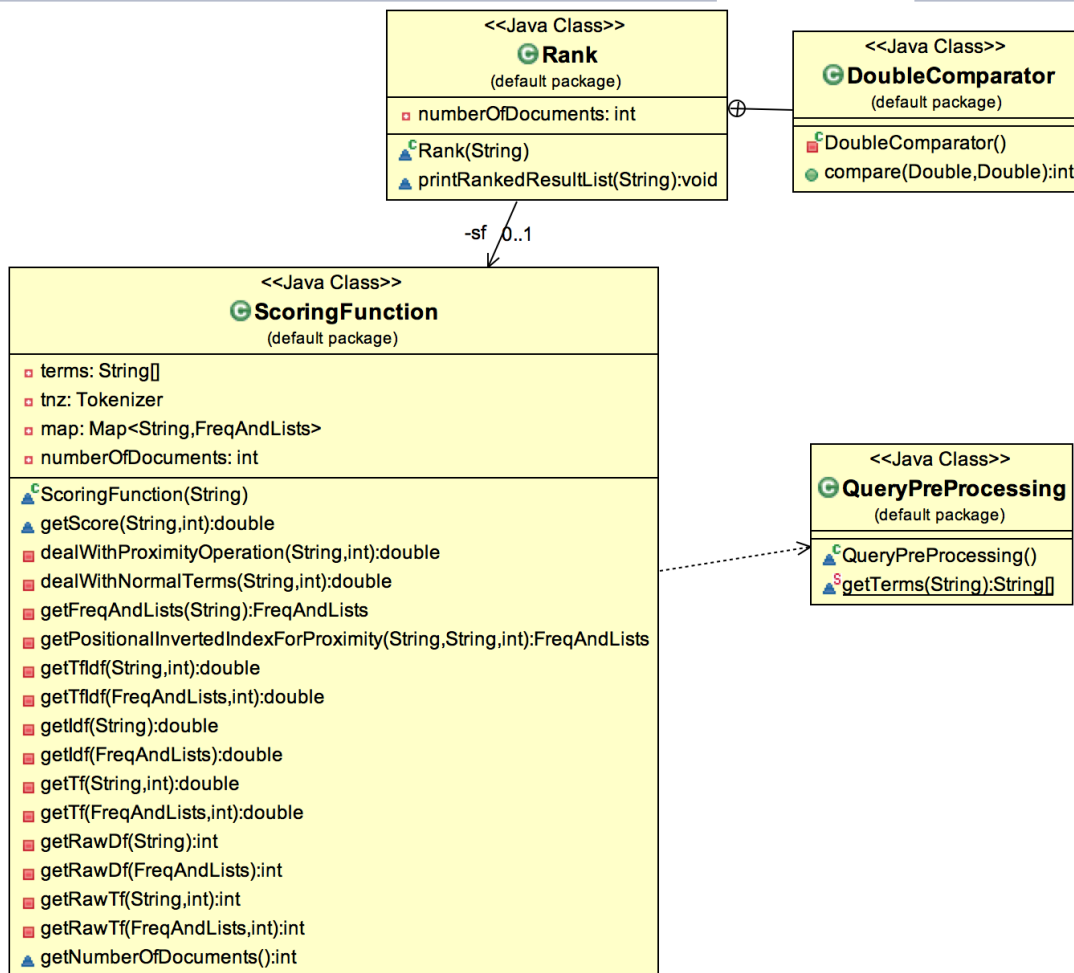 <<Java Class>>
Rank
(default package)
numberOfDocuments: int
Rank(String)
printRankedResultList(String):void
<<Java Class>>
DoubleComparator
(default package)
DoubleComparator()
compare(Double,Double):int
-sf 0..1
<<Java Class>>
ScoringFunction
(default package)
terms: String[]
tnz: Tokenizer
map: Map<String,FreqAndLists>
numberOfDocuments: int
ScoringFunction(String)
getScore(String,int):double
dealWithProximityOperation(String,int):double
dealWithNormalTerms(String,int):double
getFreqAndLists(String):FreqAndLists
getPositionalInvertedIndexForProximity(String,String,int):FreqAndLists
getTfIdf(String,int):double
getTfIdf(FreqAndLists,int):double
getIdf(String):double
getIdf(FreqAndLists):double
getTf(String,int):double
getTf(FreqAndLists,int):double
getRawDf(String):int
getRawDf(FreqAndLists):int
getRawTf(String,int):int
getRawTf(FreqAndLists,int):int
getNumberOfDocuments():int
<<Java Class>>
QueryPreProcessing
(default package)
QueryPreProcessing()
getTerms(String):String[]